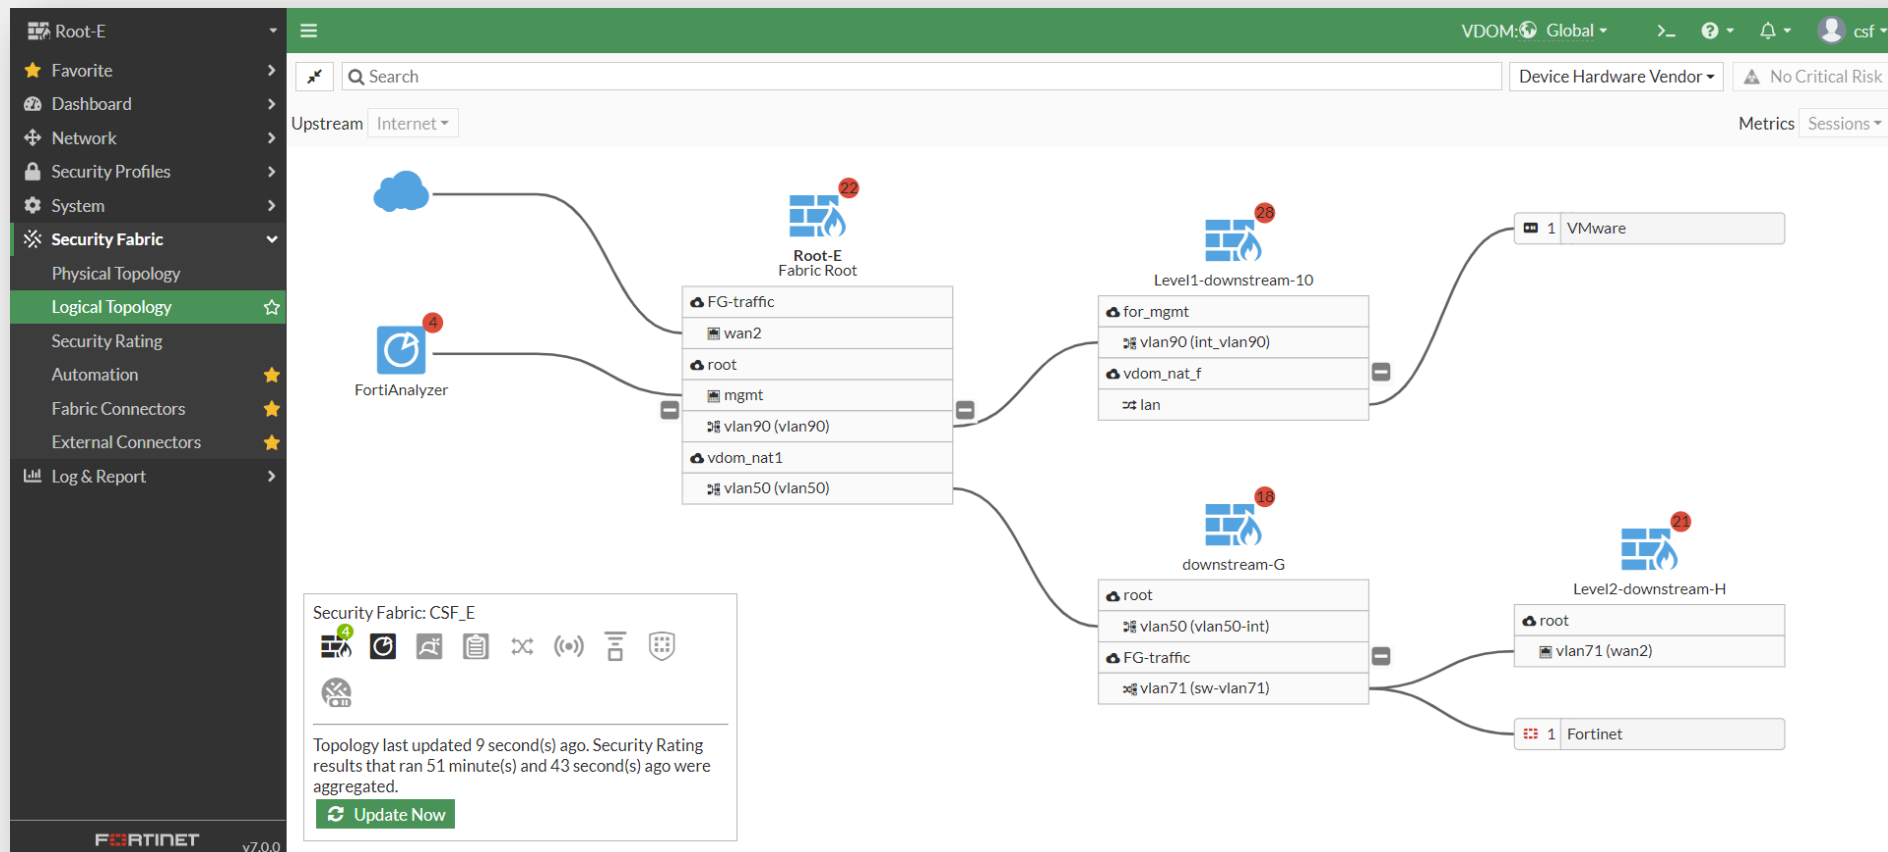 Root-E
VDOM: Global
csf
Favorite
Dashboard
Network
Security Profiles
System
Security Fabric
Physical Topology
Logical Topology
Security Rating
Automation
Fabric Connectors
External Connectors
Log & Report
FORTINET
v7.0.0
Search
Device Hardware Vendor
No Critical Risk
Upstream
Internet
Metrics
Sessions
4
FortiAnalyzer
22
Root-E
Fabric Root
FG-traffic
wan2
root
mgmt
vlan90 (vlan90)
vdom_nat1
vlan50 (vlan50)
28
Level1-downstream-10
for_mgmt
vlan90 (int_vlan90)
vdom_nat_f
lan
1 VMware
18
downstream-G
root
vlan50 (vlan50-int)
FG-traffic
vlan71 (sw-vlan71)
21
Level2-downstream-H
root
vlan71 (wan2)
1 Fortinet
Security Fabric: CSF_E
4
Topology last updated 9 second(s) ago. Security Rating
results that ran 51 minute(s) and 43 second(s) ago were
aggregated.
Update Now